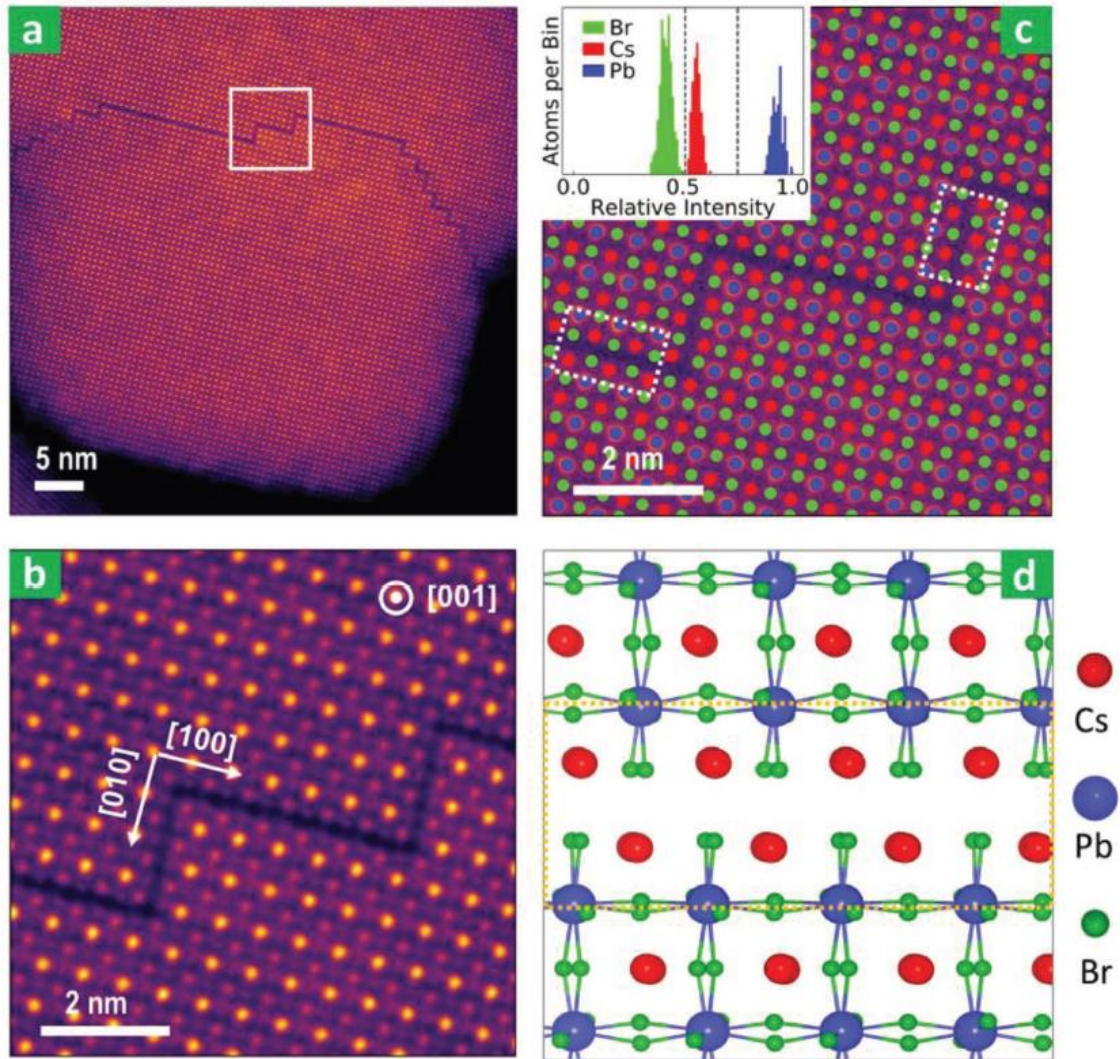 a
5 nm
Br
Cs
Pb
Atoms per Bin
0.0 0.5 1.0
Relative Intensity
c
2 nm
b
[001]
[100]
[010]
2 nm
d
Cs
Pb
Br